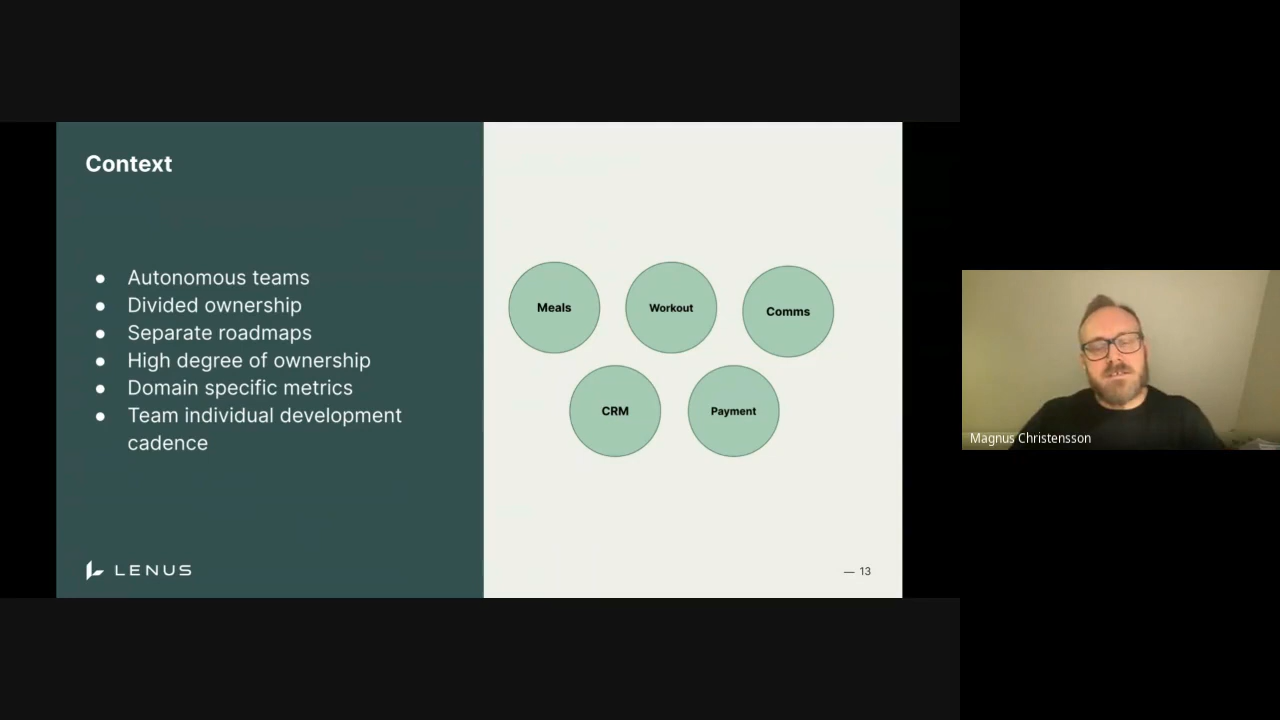 Context
● Autonomous teams
● Divided ownership
● Separate roadmaps
● High degree of ownership
● Domain specific metrics
● Team individual development
cadence
LENUS
Meals
Workout
Comms
CRM
Payment
— 13
Magnus Christensson